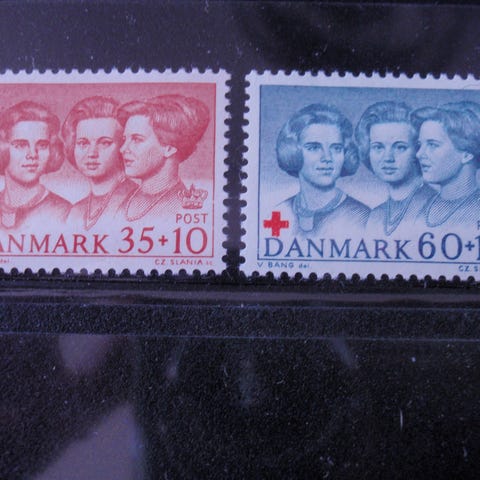 POST
DANMARK 35+10
CZ. SLANIA sc.
DANMARK 60+1
V. BANG del.
CZ. S